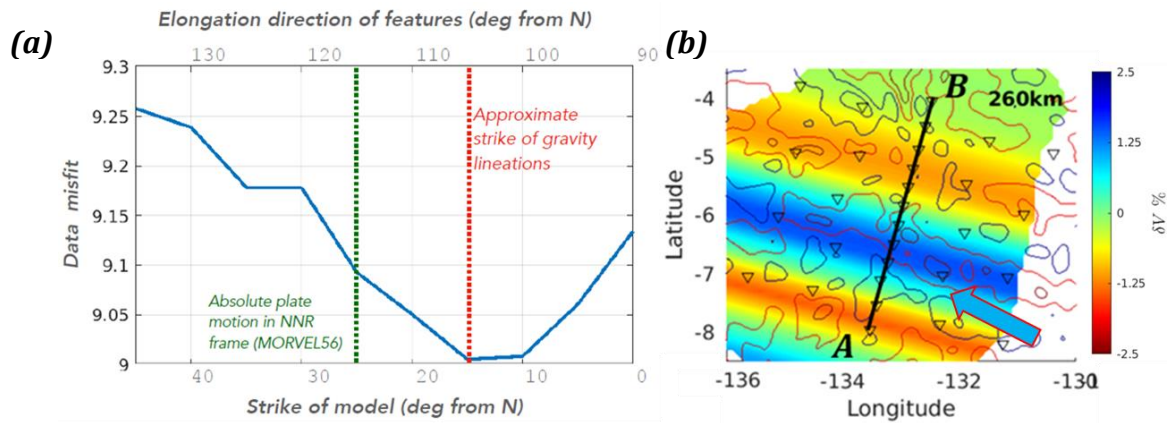 Elongation direction of features (deg from N)
(a)
130
120
110
100
90
9.3
9.25
9.2
9.15
9.1
9.05
9
Data misfit
Approximate
strike of gravity
lineations
Absolute plate
motion in NNR
frame (MORVEL56)
40
30
20
10
0
Strike of model (deg from N)
(b)
B
260km
A
-4
-5
-6
-7
-8
Latitude
-136
-134
-132
-130
Longitude
2.5
1.25
0
-1.25
-2.5
δV %